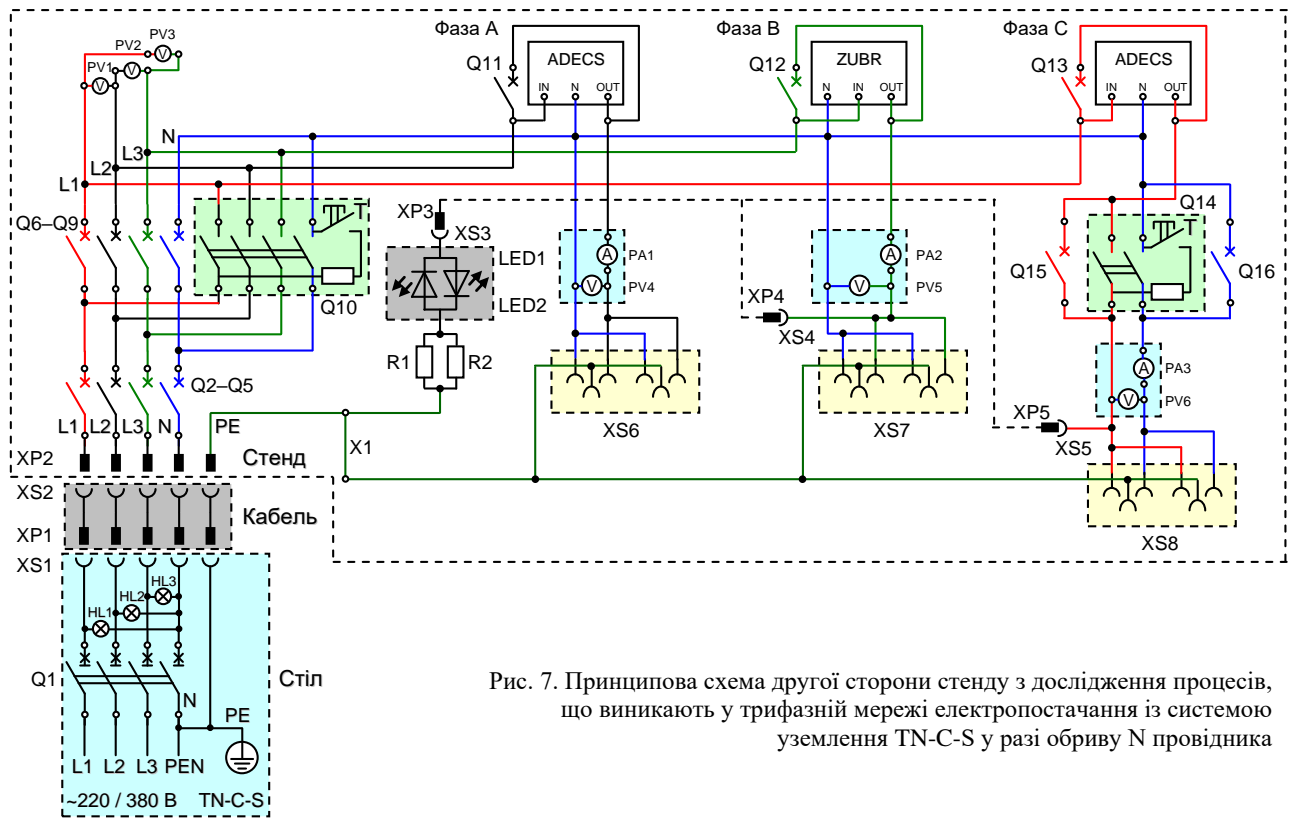 Фаза A
Фаза B
Фаза C
PV3
PV2
PV1
V
V
V
Q11
ADECS
IN
N
OUT
Q12
ZUBR
N
IN
OUT
Q13
ADECS
IN
N
OUT
N
L3
L2
L1
Q6–Q9
T
Q10
XP3
XS3
LED1
LED2
R1
R2
A
PA1
V
PV4
A
PA2
V
PV5
XP4
XS4
Q14
T
Q15
Q16
A
PA3
V
PV6
XP5
XS5
XS6
XS7
XS8
Q2–Q5
L1
L2
L3
N
PE
X1
XP2
Стенд
XS2
Кабель
XP1
XS1
HL3
HL2
HL1
Q1
N
Стіл
PE
L1
L2
L3
PEN
~220 / 380 В
TN-C-S
Рис. 7. Принципова схема другої сторони стенду з дослідження процесів,
що виникають у трифазній мережі електропостачання із системою
уземлення TN-C-S у разі обриву N провідника